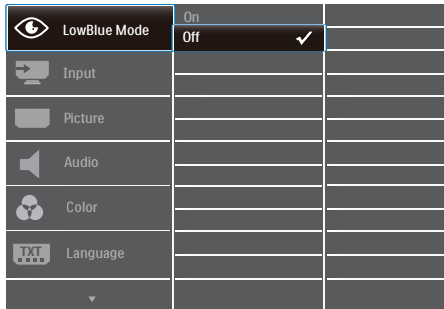 LowBlue Mode
On
Off
Input
Picture
Audio
Color
TXT
Language